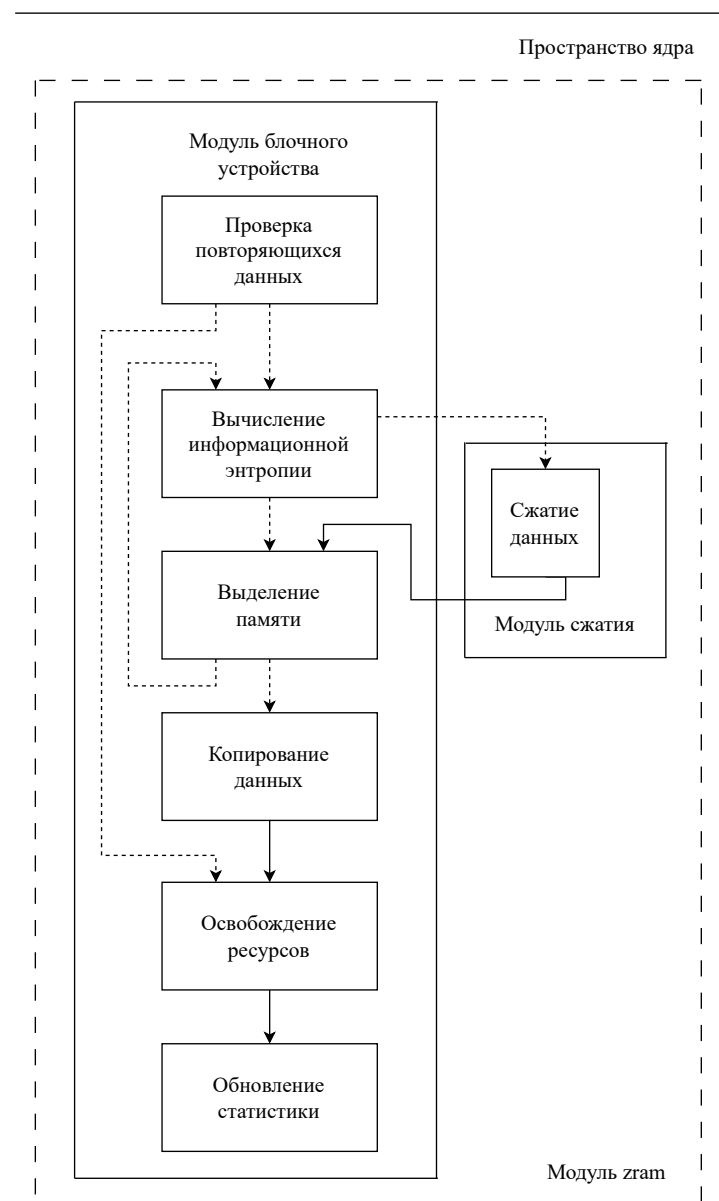 Пространство ядра
Модуль блочного
устройства
Проверка
повторяющихся
данных
Вычисление
информационной
энтропии
Сжатие
данных
Модуль сжатия
Выделение
памяти
Копирование
данных
Освобождение
ресурсов
Обновление
статистики
Модуль zram